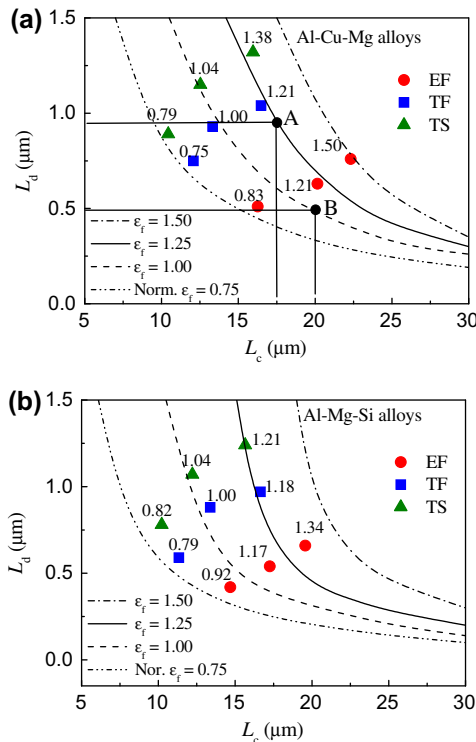 (a)
Al-Cu-Mg alloys
1.5
1.0
0.5
0.0
L_d (μm)
1.38
1.04
0.79
1.21
1.00
0.75
A
1.50
1.21
0.83
B
EF
TF
TS
ε_f = 1.50
ε_f = 1.25
ε_f = 1.00
Norm. ε_f = 0.75
5 10 15 20 25 30
L_c (μm)
(b)
Al-Mg-Si alloys
1.5
1.0
0.5
0.0
L_d (μm)
1.21
1.04
0.82
1.18
1.00
0.79
1.34
1.17
0.92
EF
TF
TS
ε_f = 1.50
ε_f = 1.25
ε_f = 1.00
Nor. ε_f = 0.75
5 10 15 20 25 30
L_c (μm)